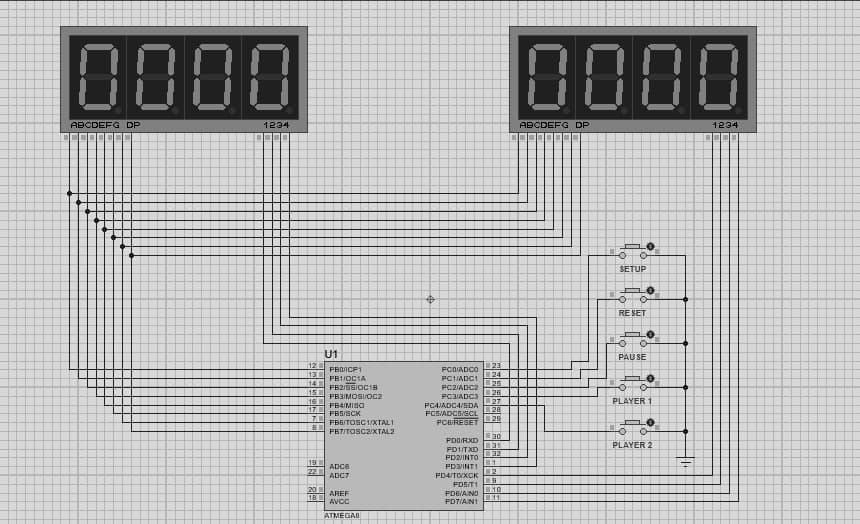 ABCDEFG DP 1234
ABCDEFG DP 1234
SETUP
RESET
PAUSE
PLAYER 1
PLAYER 2
U1
12 PB0/ICP1 PC0/ADC0 23
13 PB1/OC1A PC1/ADC1 24
14 PB2/SS/OC1B PC2/ADC2 25
15 PB3/MOSI/OC2 PC3/ADC3 26
16 PB4/MISO PC4/ADC4/SDA 27
17 PB5/SCK PC5/ADC5/SCL 28
7 PB6/TOSC1/XTAL1 PC6/RESET 29
8 PB7/TOSC2/XTAL2
PD0/RXD 30
PD1/TXD 31
PD2/INT0 32
19 ADC6 PD3/INT1 1
22 ADC7 PD4/T0/XCK 2
PD5/T1 9
20 AREF PD6/AIN0 10
18 AVCC PD7/AIN1 11
ATMEGA8